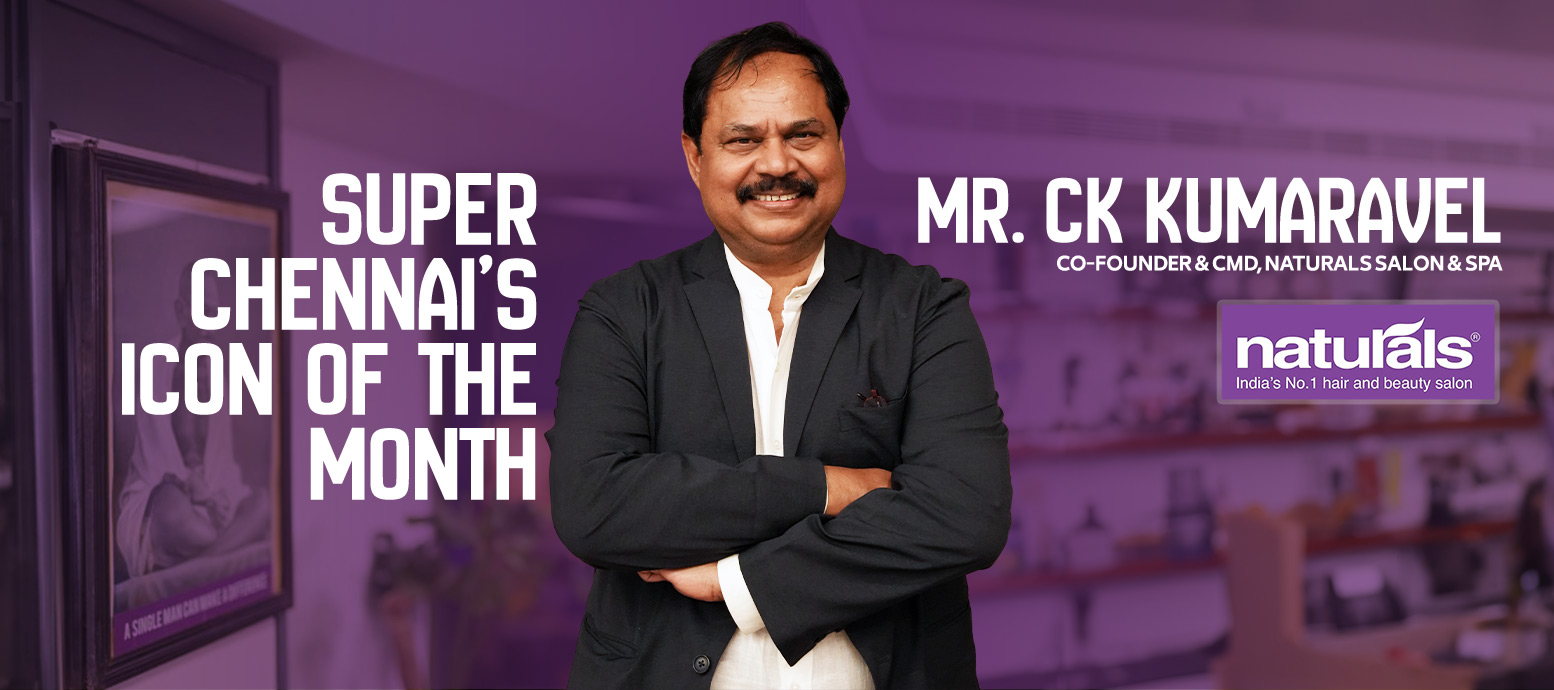 SUPER
CHENNAI'S
ICON OF THE
MONTH
MR. CK KUMARAVEL
CO-FOUNDER & CMD, NATURALS SALON & SPA
naturals®
India's No.1 hair and beauty salon
A SINGLE MAN CAN MAKE A DIFFERENCE